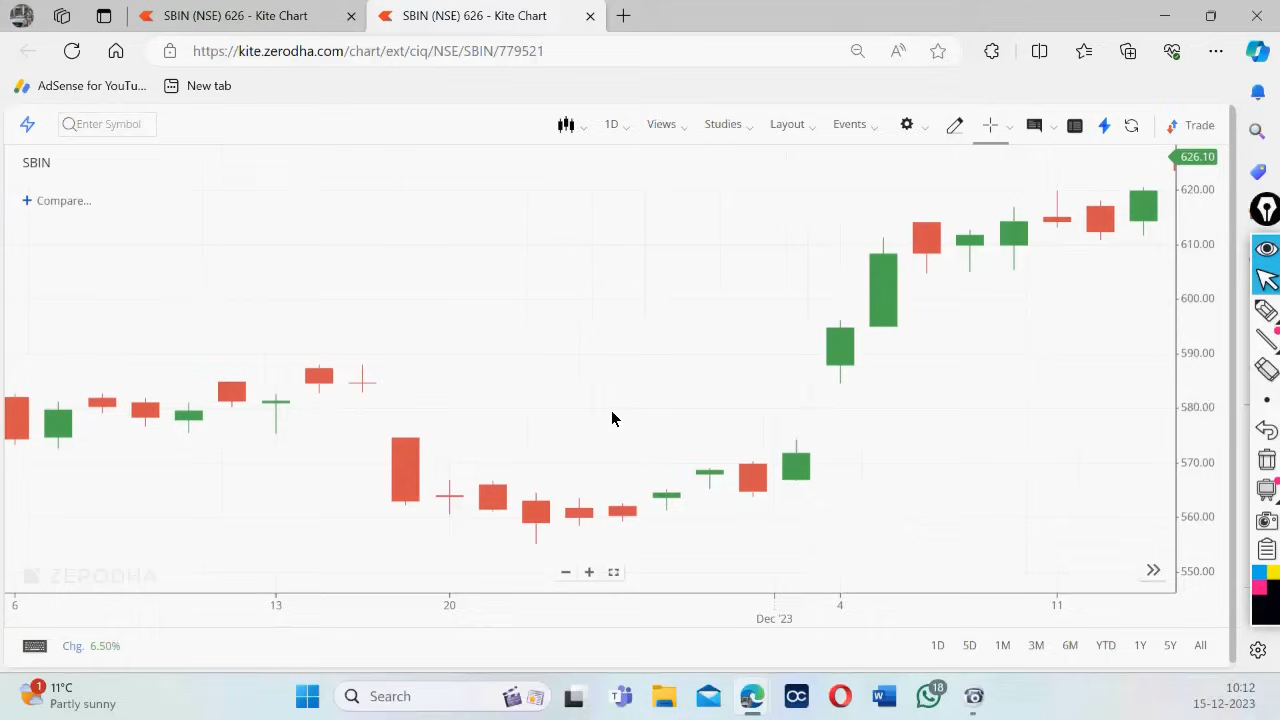 SBIN (NSE) 626 - Kite Chart
SBIN (NSE) 626 - Kite Chart
https://kite.zerodha.com/chart/ext/ciq/NSE/SBIN/779521
AdSense for YouTu...
New tab
Enter Symbol
1D
Views
Studies
Layout
Events
Trade
SBIN
Compare...
626.10
620.00
610.00
600.00
590.00
580.00
570.00
560.00
550.00
ZERODHA
6
13
20
4
11
Dec '23
Chg. 6.50%
1D 5D 1M 3M 6M YTD 1Y 5Y All
1
11°C
Partly sunny
Search
18
10:12
15-12-2023